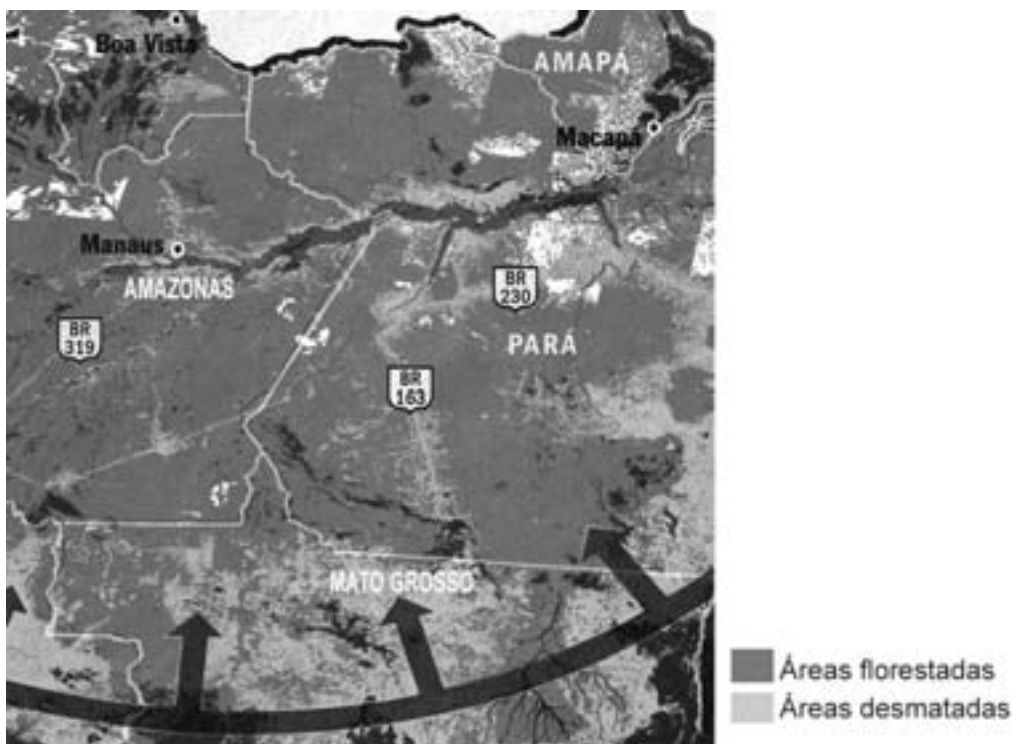 Boa Vista
AMAPÁ
Macapá
Manaus
AMAZONAS
BR
230
BR
319
PARÁ
BR
163
MATO GROSSO
Áreas florestadas
Áreas desmatadas